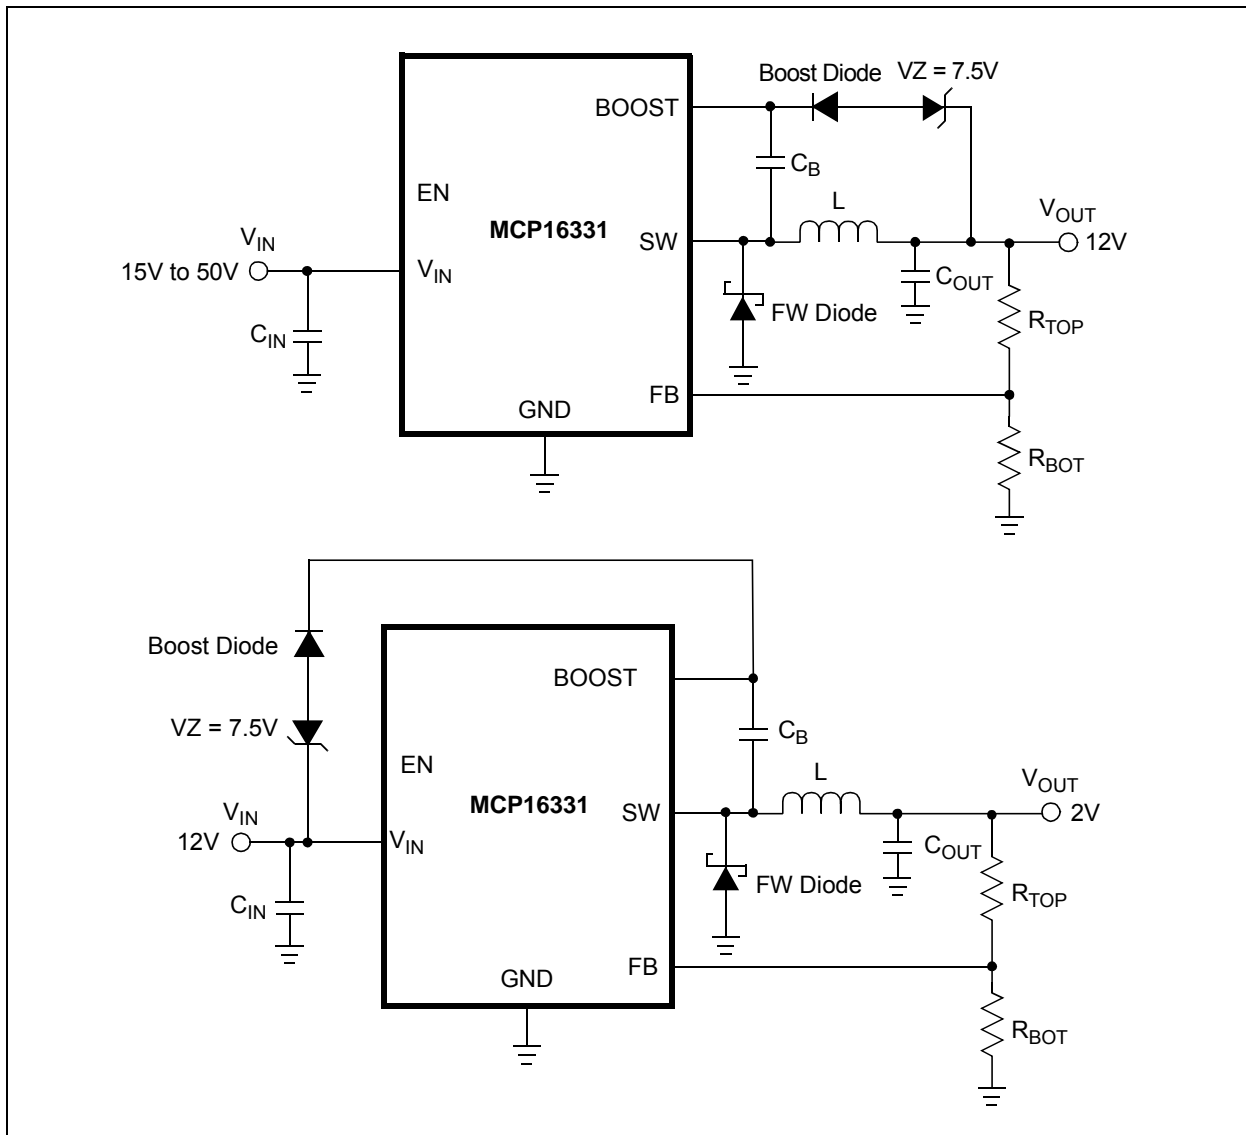 Boost Diode
VZ = 7.5V
BOOST
C_B
EN
L
V_OUT
MCP16331
SW
12V
V_IN
15V to 50V
V_IN
C_OUT
FW Diode
R_TOP
C_IN
FB
GND
R_BOT
Boost Diode
BOOST
VZ = 7.5V
C_B
EN
L
V_OUT
MCP16331
SW
2V
V_IN
12V
V_IN
C_OUT
FW Diode
R_TOP
C_IN
FB
GND
R_BOT